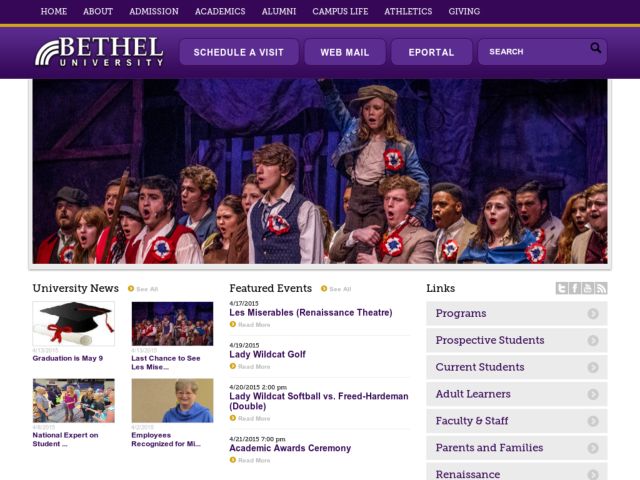 HOME ABOUT ADMISSION ACADEMICS ALUMNI CAMPUS LIFE ATHLETICS GIVING
BETHEL
UNIVERSITY
SCHEDULE A VISIT
WEB MAIL
EPORTAL
SEARCH
University News
See All
4/13/2015
Graduation is May 9
4/13/2015
Last Chance to See
Les Mise...
4/8/2015
National Expert on
Student ...
4/2/2015
Employees
Recognized for Mi...
Featured Events
See All
4/17/2015
Les Miserables (Renaissance Theatre)
Read More
4/19/2015
Lady Wildcat Golf
Read More
4/20/2015 2:00 pm
Lady Wildcat Softball vs. Freed-Hardeman
(Double)
Read More
4/21/2015 7:00 pm
Academic Awards Ceremony
Read More
Links
Programs
Prospective Students
Current Students
Adult Learners
Faculty & Staff
Parents and Families
Renaissance